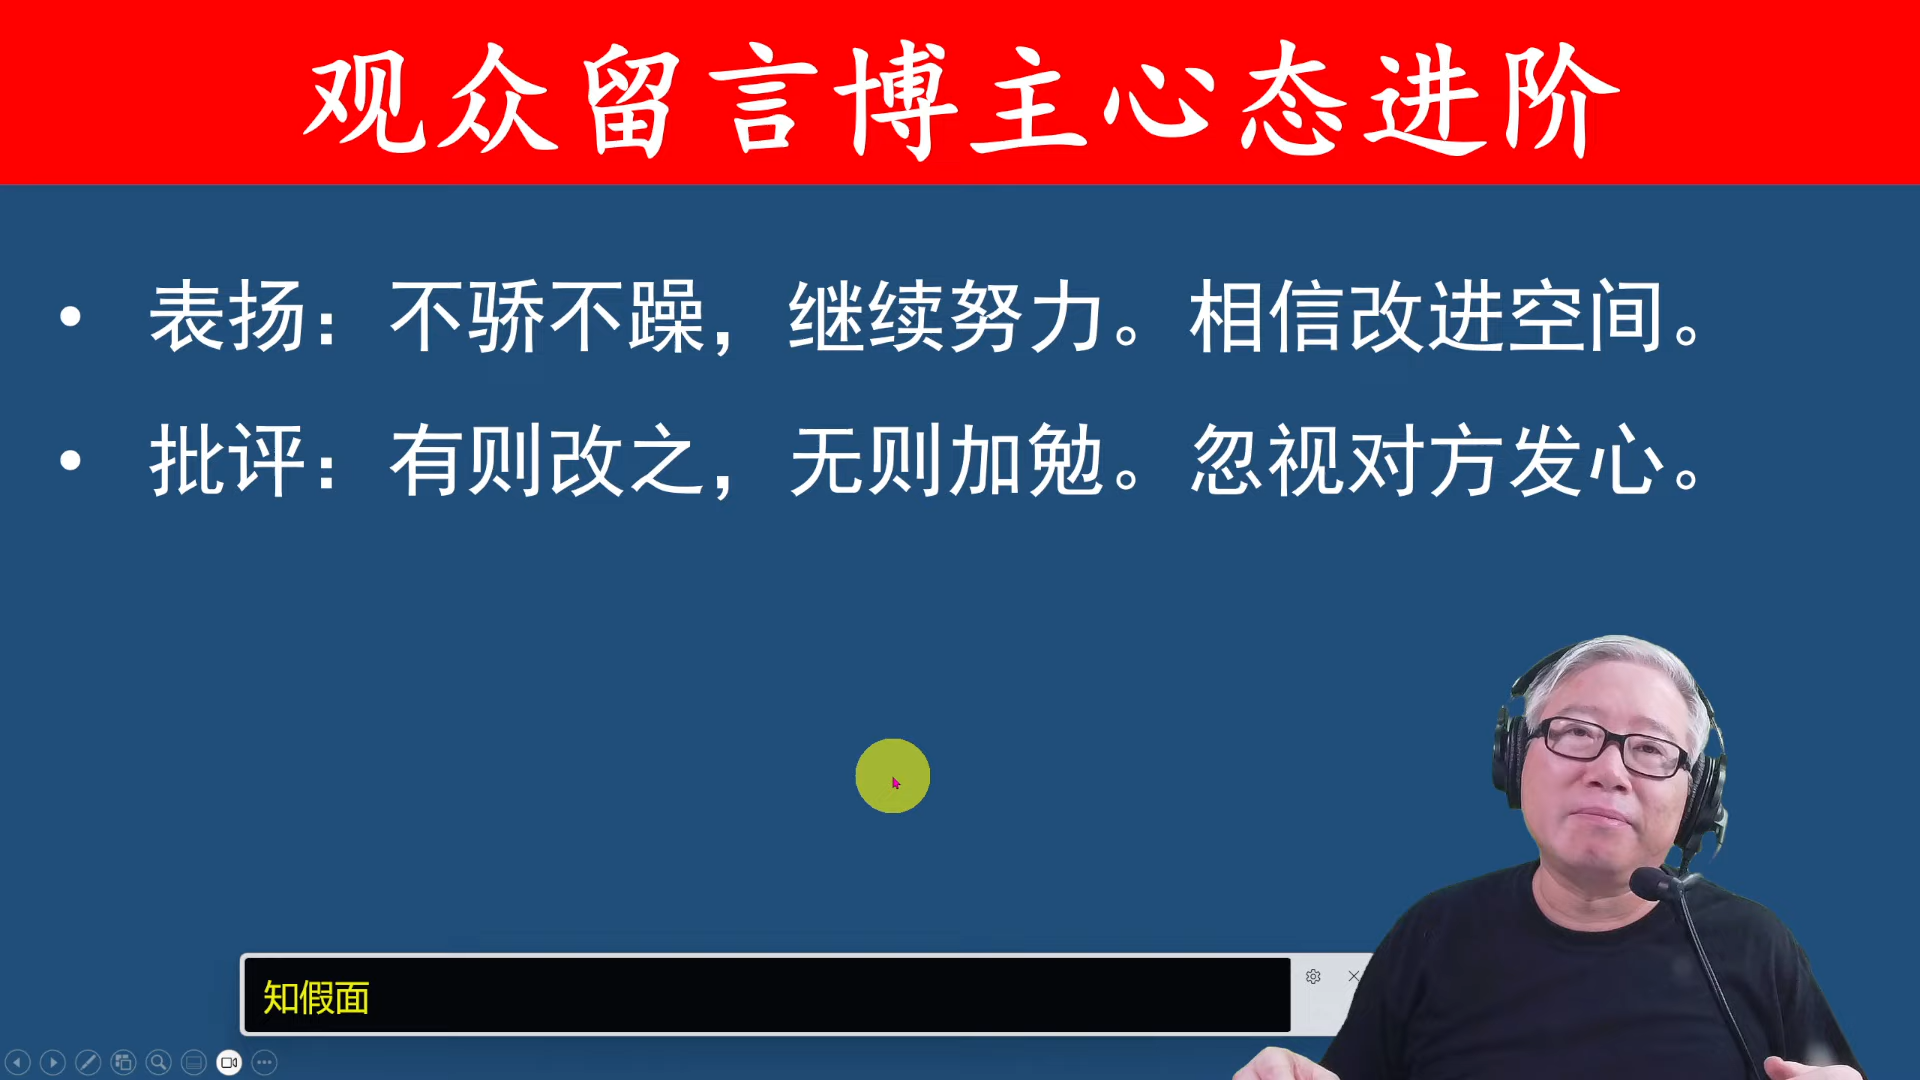 观众留言博主心态进阶
• 表扬：不骄不躁，继续努力。相信改进空间。
• 批评：有则改之，无则加勉。忽视对方发心。
知假面